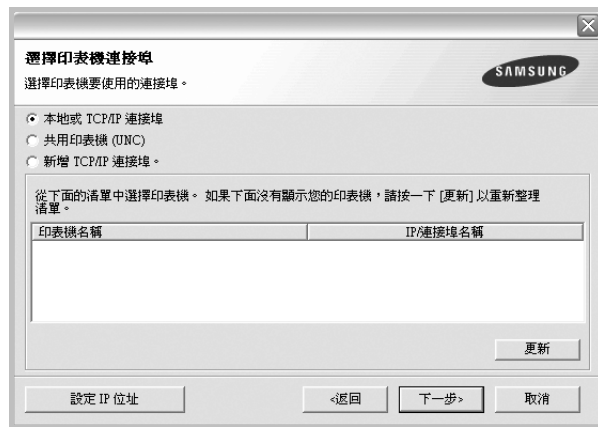 選擇印表機連接埠
選擇印表機要使用的連接埠。
SAMSUNG
本地或 TCP/IP 連接埠
共用印表機 (UNC)
新增 TCP/IP 連接埠。
從下面的清單中選擇印表機。如果下面沒有顯示您的印表機，請按一下 [更新] 以重新整理
清單。
印表機名稱 IP/連接埠名稱
更新
設定 IP 位址 <返回 下一步> 取消